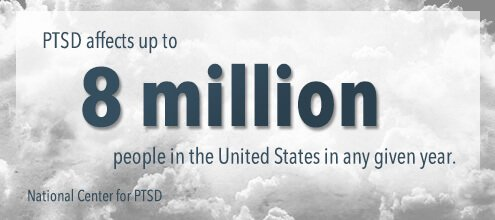 PTSD affects up to
8 million
people in the United States in any given year.
National Center for PTSD